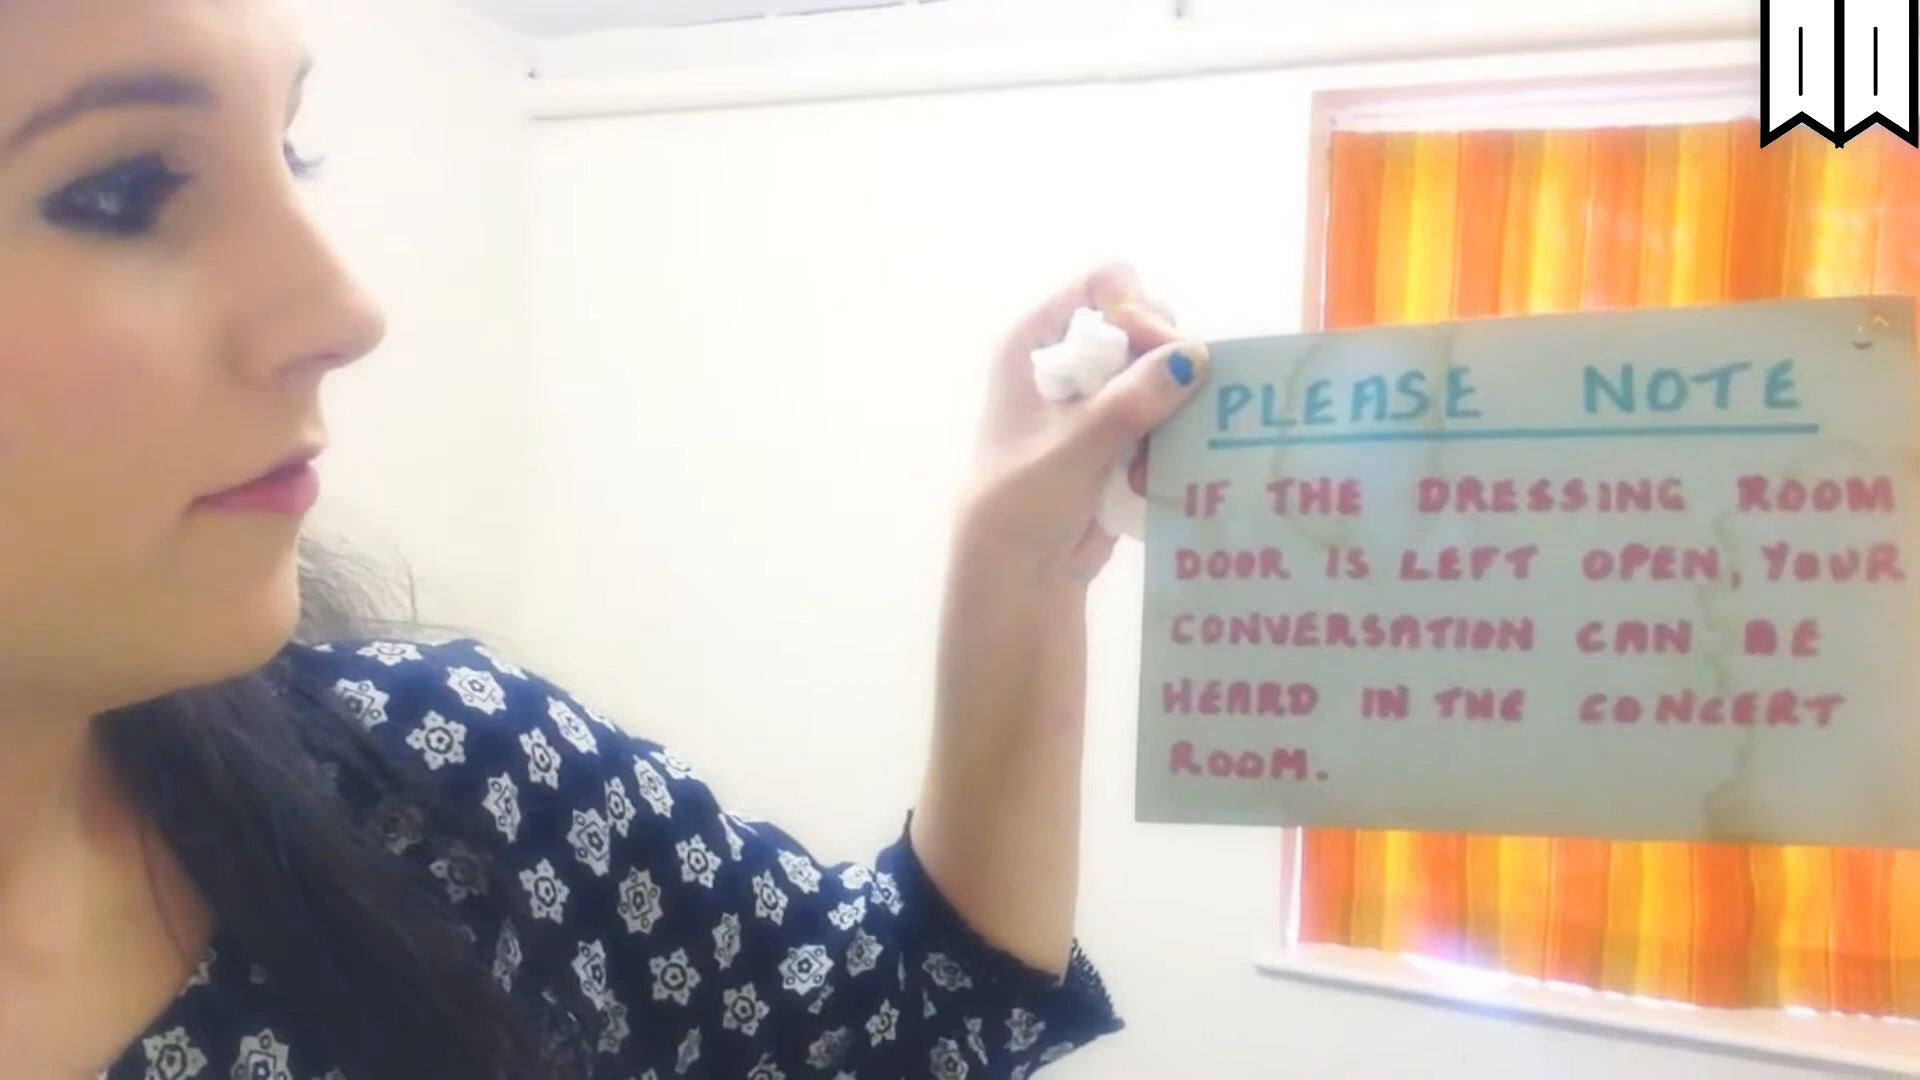 PLEASE NOTE
IF THE DRESSING ROOM
DOOR IS LEFT OPEN, YOUR
CONVERSATION CAN BE
HEARD IN THE CONCERT
ROOM.